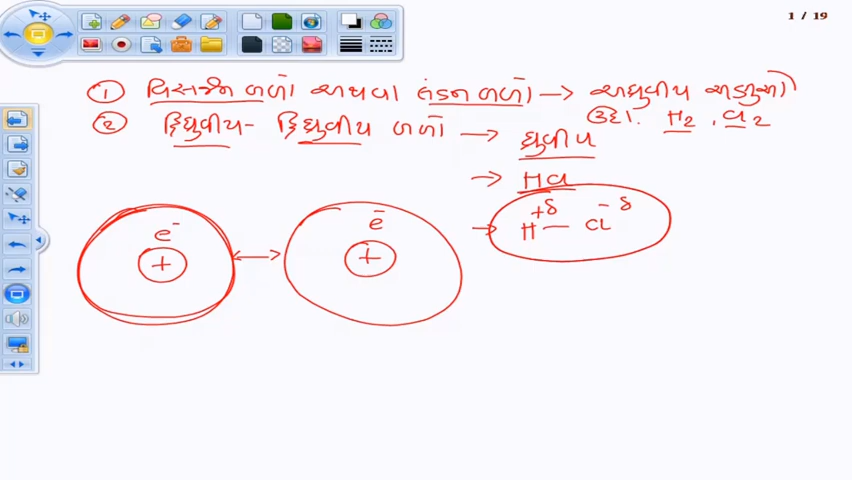 1 / 19
① વિસર્જન બળો અથવા લંડન બળો → અધ્રુવીય અણુઓ
ઉદા. H₂ , Cl₂
② દ્વિધ્રુવીય - દ્વિધ્રુવીય બળો → ધ્રુવીય
→ HCl
→ H⁺ᵟ — Cl⁻ᵟ
e⁻ e⁻
+ +